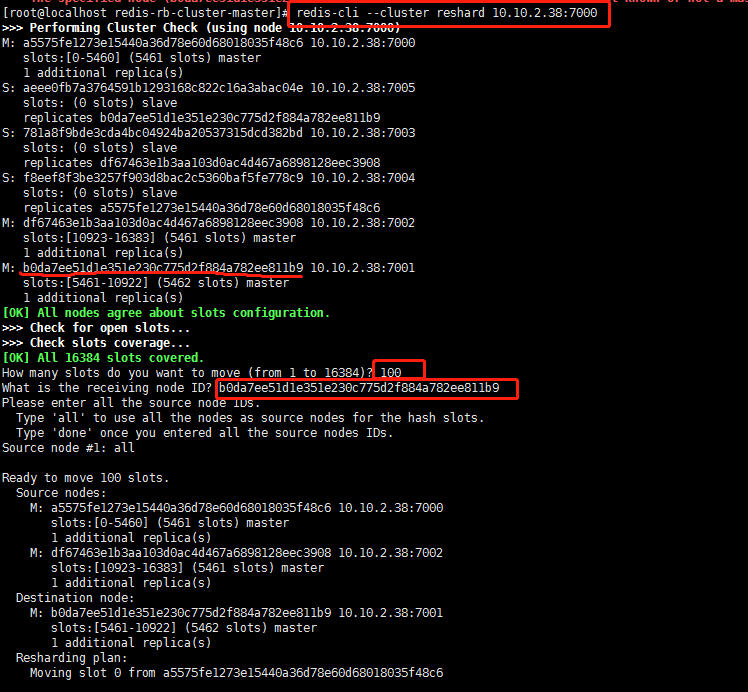 [root@localhost redis-rb-cluster-master]# redis-cli --cluster reshard 10.10.2.38:7000
>>> Performing Cluster Check (using node 10.10.2.38:7000)
M: a5575fe1273e15440a36d78e60d68018035f48c6 10.10.2.38:7000
   slots:[0-5460] (5461 slots) master
   1 additional replica(s)
S: aeee0fb7a3764591b1293168c822c16a3abac04e 10.10.2.38:7005
   slots: (0 slots) slave
   replicates b0da7ee51d1e351e230c775d2f884a782ee811b9
S: 781a8f9bde3cda4bc04924ba20537315dcd382bd 10.10.2.38:7003
   slots: (0 slots) slave
   replicates df67463e1b3aa103d0ac4d467a6898128eec3908
S: f8eef8f3be3257f903d8bac2c5360baf5fe778c9 10.10.2.38:7004
   slots: (0 slots) slave
   replicates a5575fe1273e15440a36d78e60d68018035f48c6
M: df67463e1b3aa103d0ac4d467a6898128eec3908 10.10.2.38:7002
   slots:[10923-16383] (5461 slots) master
   1 additional replica(s)
M: b0da7ee51d1e351e230c775d2f884a782ee811b9 10.10.2.38:7001
   slots:[5461-10922] (5462 slots) master
   1 additional replica(s)
[OK] All nodes agree about slots configuration.
>>> Check for open slots...
>>> Check slots coverage...
[OK] All 16384 slots covered.
How many slots do you want to move (from 1 to 16384)? 100
What is the receiving node ID? b0da7ee51d1e351e230c775d2f884a782ee811b9
Please enter all the source node IDs.
  Type 'all' to use all the nodes as source nodes for the hash slots.
  Type 'done' once you entered all the source nodes IDs.
Source node #1: all
Ready to move 100 slots.
  Source nodes:
    M: a5575fe1273e15440a36d78e60d68018035f48c6 10.10.2.38:7000
       slots:[0-5460] (5461 slots) master
       1 additional replica(s)
    M: df67463e1b3aa103d0ac4d467a6898128eec3908 10.10.2.38:7002
       slots:[10923-16383] (5461 slots) master
       1 additional replica(s)
  Destination node:
    M: b0da7ee51d1e351e230c775d2f884a782ee811b9 10.10.2.38:7001
       slots:[5461-10922] (5462 slots) master
       1 additional replica(s)
  Resharding plan:
    Moving slot 0 from a5575fe1273e15440a36d78e60d68018035f48c6